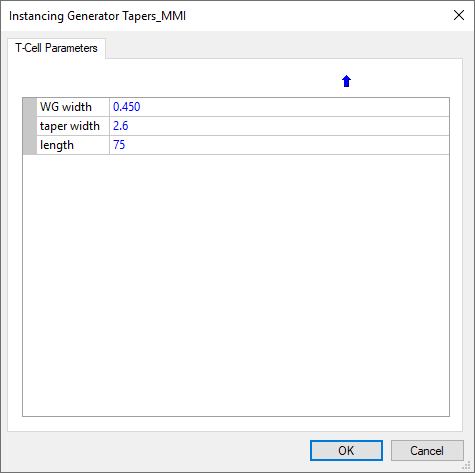 Instancing Generator Tapers_MMI
T-Cell Parameters
WG width 0.450
taper width 2.6
length 75
OK Cancel